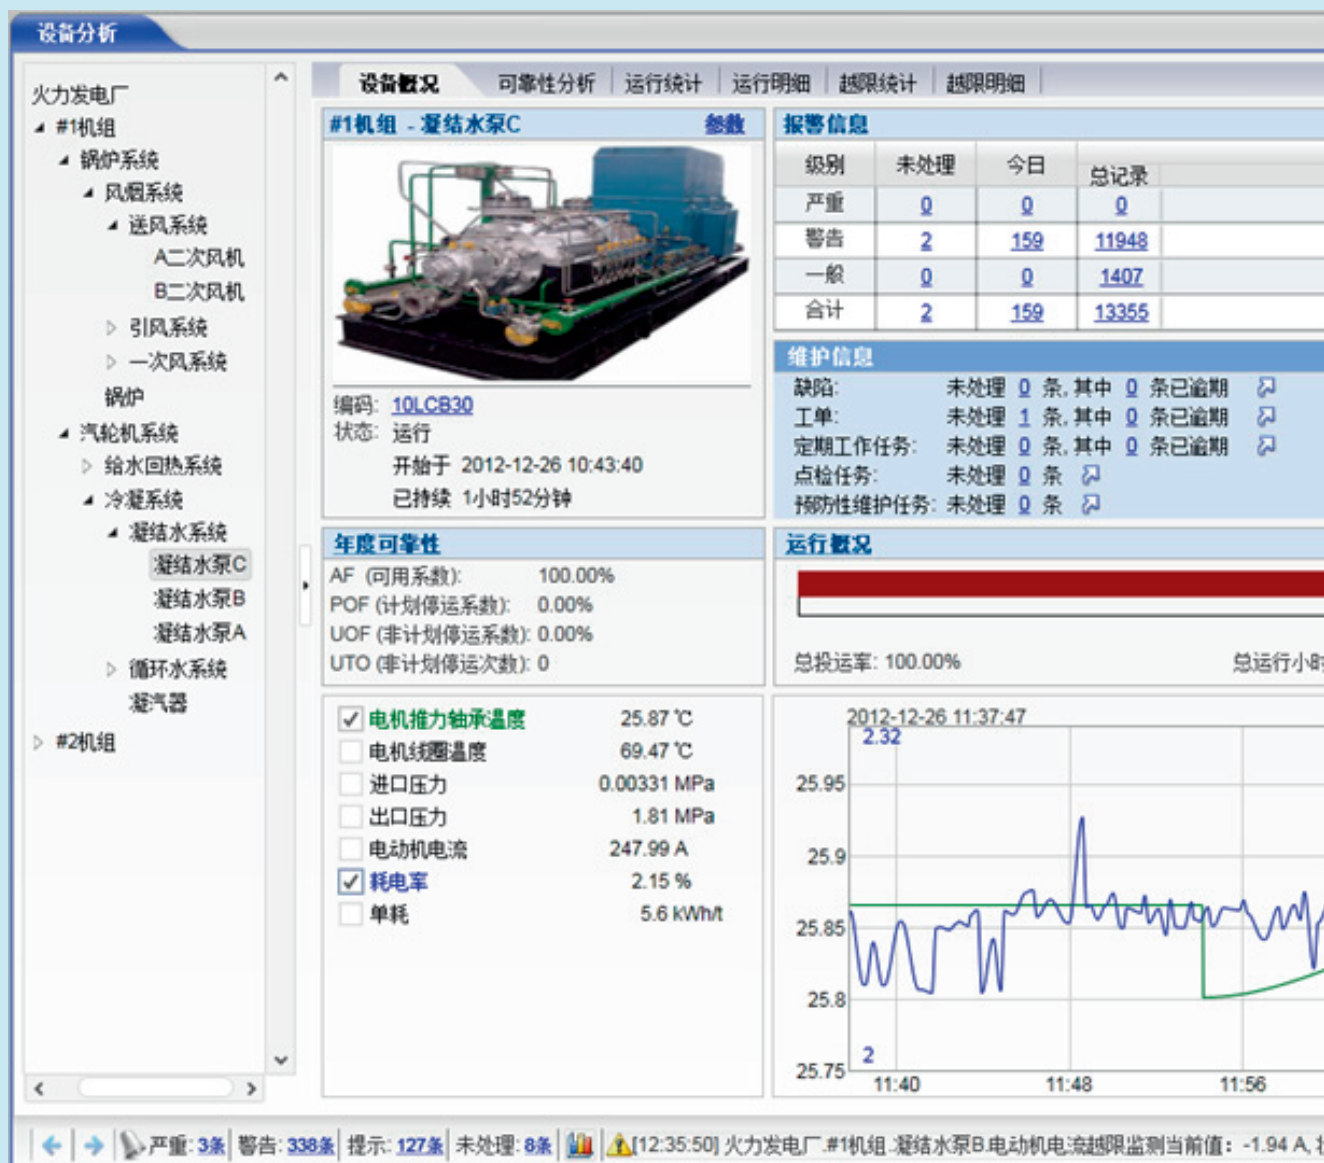 设备分析
火力发电厂
#1机组
锅炉系统
风烟系统
送风系统
A二次风机
B二次风机
引风系统
一次风系统
锅炉
汽轮机系统
给水回热系统
冷凝系统
凝结水系统
凝结水泵C
凝结水泵B
凝结水泵A
循环水系统
凝汽器
#2机组
设备概况 可靠性分析 运行统计 运行明细 越限统计 越限明细
#1机组 - 凝结水泵C 参数
编码: 10LCB30
状态: 运行
开始于 2012-12-26 10:43:40
已持续 1小时52分钟
报警信息
级别 未处理 今日 总记录
严重 0 0 0
警告 2 159 11948
一般 0 0 1407
合计 2 159 13355
维护信息
缺陷: 未处理 0 条, 其中 0 条已逾期
工单: 未处理 1 条, 其中 0 条已逾期
定期工作任务: 未处理 0 条, 其中 0 条已逾期
点检任务: 未处理 0 条
预防性维护任务: 未处理 0 条
年度可靠性
AF (可用系数): 100.00%
POF (计划停运系数): 0.00%
UOF (非计划停运系数): 0.00%
UTO (非计划停运次数): 0
运行概况
总投运率: 100.00% 总运行小时
电机推力轴承温度 25.87 ℃
电机线圈温度 69.47 ℃
进口压力 0.00331 MPa
出口压力 1.81 MPa
电动机电流 247.99 A
耗电率 2.15 %
单耗 5.6 kWh/t
2012-12-26 11:37:47
2.32
25.95
25.9
25.85
25.8
25.75
2
11:40 11:48 11:56
严重: 3条 警告: 338条 提示: 127条 未处理: 8条 [12:35:50] 火力发电厂.#1机组.凝结水泵B.电动机电流越限监测当前值: -1.94 A,